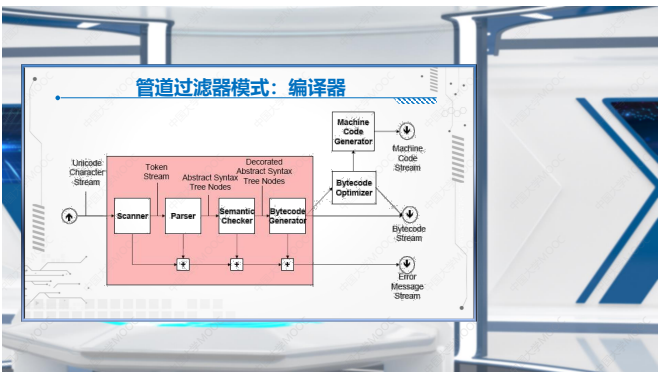 管道过滤器模式：编译器
Machine
Code
Generator
Machine
Code
Stream
Unicode
Character
Stream
Token
Stream
Abstract Syntax
Tree Nodes
Decorated
Abstract Syntax
Tree Nodes
Bytecode
Optimizer
Scanner
Parser
Semantic
Checker
Bytecode
Generator
Bytecode
Stream
Error
Message
Stream